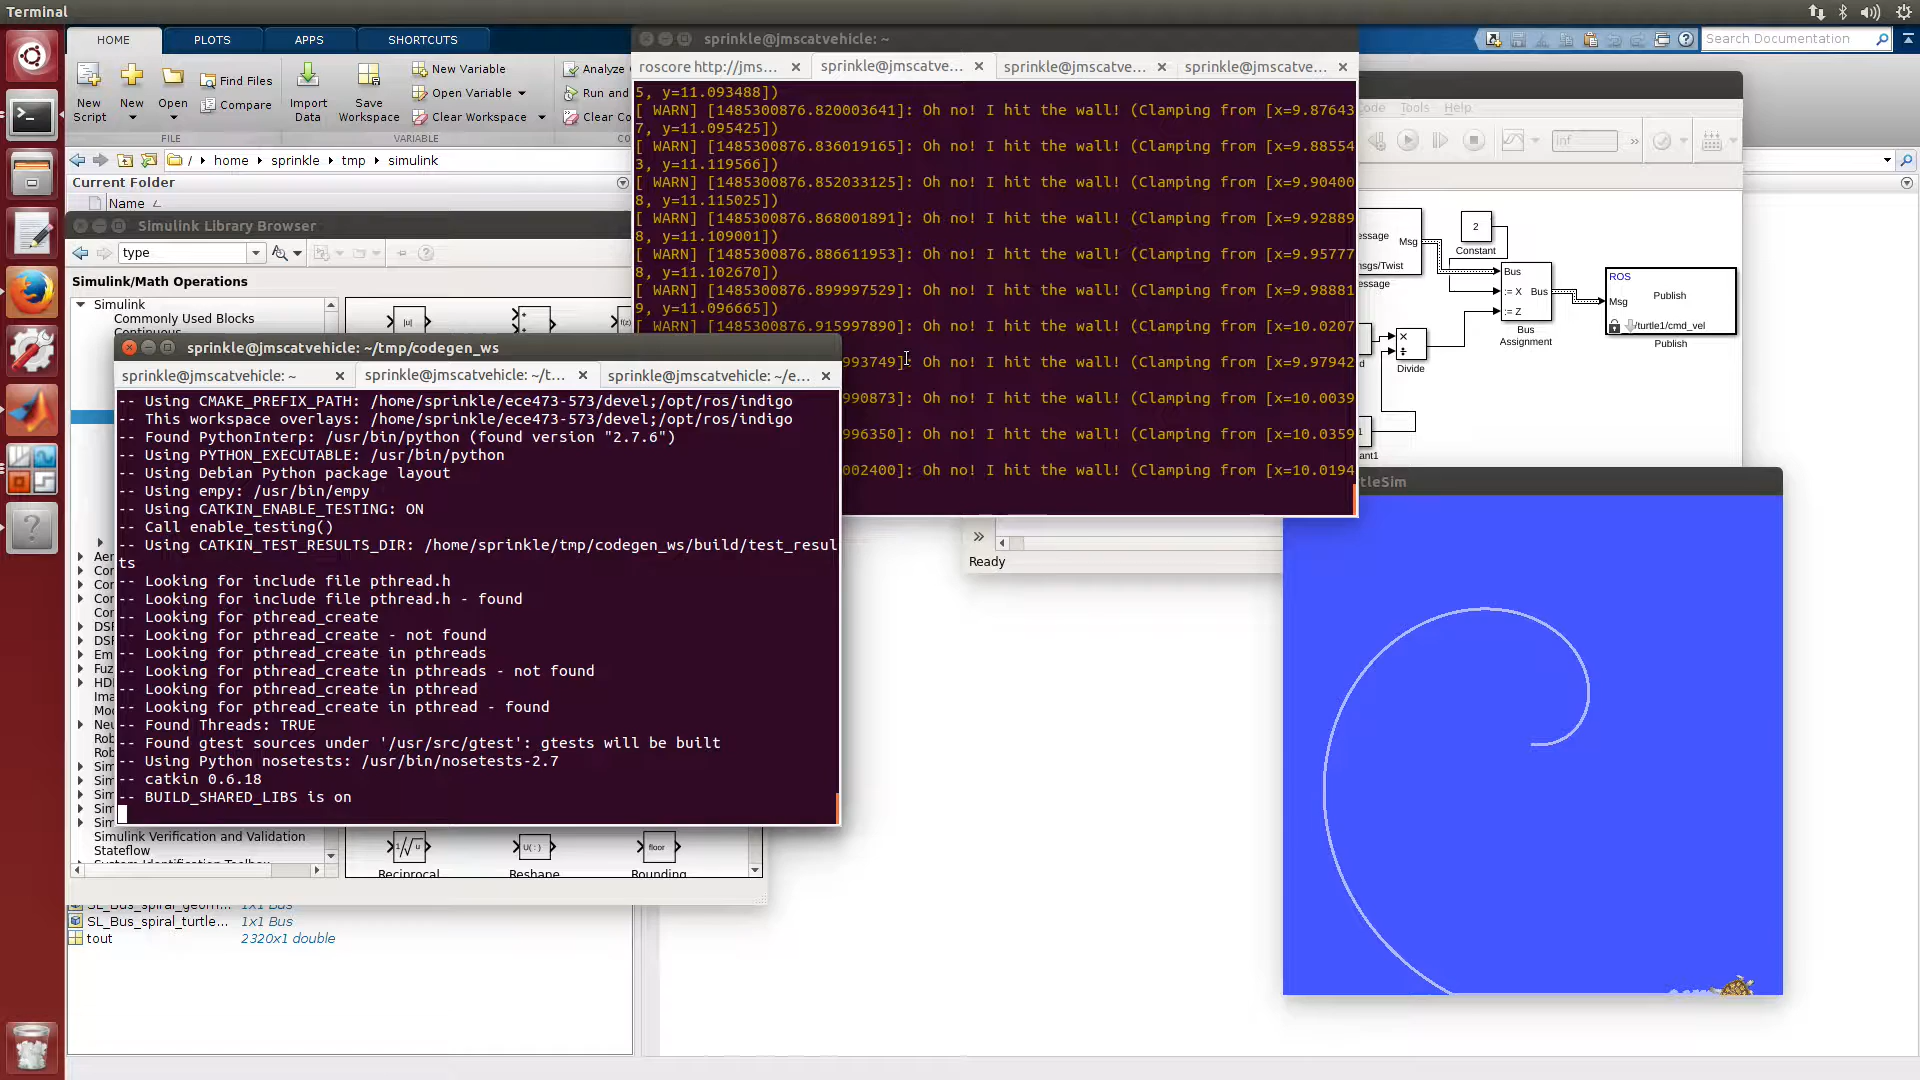 Terminal
HOME
PLOTS
APPS
SHORTCUTS
Search Documentation
New Script
New
Open
Find Files
Compare
Import Data
Save Workspace
New Variable
Open Variable
Clear Workspace
Analyze
Run and
Clear Co
FILE
VARIABLE
/ home sprinkle tmp simulink
Current Folder
Name
Simulink Library Browser
type
Simulink/Math Operations
Simulink
Commonly Used Blocks
sprinkle@jmscatvehicle: ~
roscore http://jms...
sprinkle@jmscatve...
sprinkle@jmscatve...
sprinkle@jmscatve...
5, y=11.093488])
[ WARN] [1485300876.820003641]: Oh no! I hit the wall! (Clamping from [x=9.87643
7, y=11.095425])
[ WARN] [1485300876.836019165]: Oh no! I hit the wall! (Clamping from [x=9.88554
3, y=11.119566])
[ WARN] [1485300876.852033125]: Oh no! I hit the wall! (Clamping from [x=9.90400
8, y=11.115025])
[ WARN] [1485300876.868001891]: Oh no! I hit the wall! (Clamping from [x=9.92889
8, y=11.109001])
[ WARN] [1485300876.886611953]: Oh no! I hit the wall! (Clamping from [x=9.95777
8, y=11.102670])
[ WARN] [1485300876.899997529]: Oh no! I hit the wall! (Clamping from [x=9.98881
9, y=11.096665])
[ WARN] [1485300876.915997890]: Oh no! I hit the wall! (Clamping from [x=10.0207
993749]: Oh no! I hit the wall! (Clamping from [x=9.97942
990873]: Oh no! I hit the wall! (Clamping from [x=10.0039
996350]: Oh no! I hit the wall! (Clamping from [x=10.0359
002400]: Oh no! I hit the wall! (Clamping from [x=10.0194
sprinkle@jmscatvehicle: ~/tmp/codegen_ws
sprinkle@jmscatvehicle: ~
sprinkle@jmscatvehicle: ~/t...
sprinkle@jmscatvehicle: ~/e...
-- Using CMAKE_PREFIX_PATH: /home/sprinkle/ece473-573/devel;/opt/ros/indigo
-- This workspace overlays: /home/sprinkle/ece473-573/devel;/opt/ros/indigo
-- Found PythonInterp: /usr/bin/python (found version "2.7.6")
-- Using PYTHON_EXECUTABLE: /usr/bin/python
-- Using Debian Python package layout
-- Using empy: /usr/bin/empy
-- Using CATKIN_ENABLE_TESTING: ON
-- Call enable_testing()
-- Using CATKIN_TEST_RESULTS_DIR: /home/sprinkle/tmp/codegen_ws/build/test_resul
ts
-- Looking for include file pthread.h
-- Looking for include file pthread.h - found
-- Looking for pthread_create
-- Looking for pthread_create - not found
-- Looking for pthread_create in pthreads
-- Looking for pthread_create in pthreads - not found
-- Looking for pthread_create in pthread
-- Looking for pthread_create in pthread - found
-- Found Threads: TRUE
-- Found gtest sources under '/usr/src/gtest': gtests will be built
-- Using Python nosetests: /usr/bin/nosetests-2.7
-- catkin 0.6.18
-- BUILD_SHARED_LIBS is on
Simulink Verification and Validation
Stateflow
Reciprocal
Reshape
Rounding
U( : )
floor
SL_Bus_spiral_turtle...
1x1 Bus
tout
2320x1 double
Tools
Help
inf
Msg
2
Constant
Bus
:= X
:= Z
Bus
Bus
Assignment
Divide
ROS
Publish
Msg
/turtle1/cmd_vel
Publish
Ready